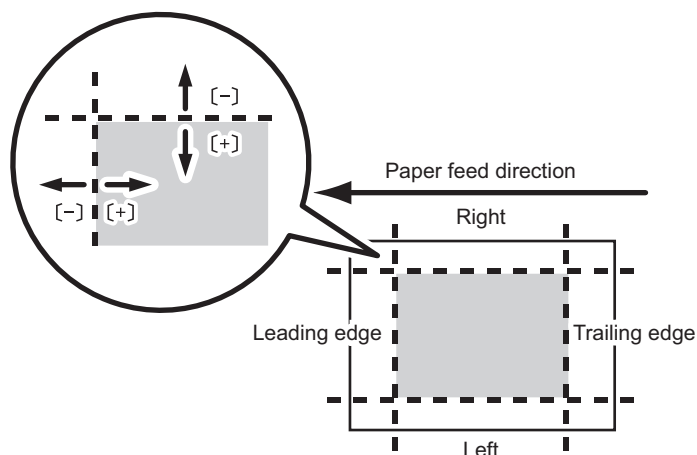 [-]
[+]
[-] [+]
Paper feed direction
Right
Leading edge
Trailing edge
Left